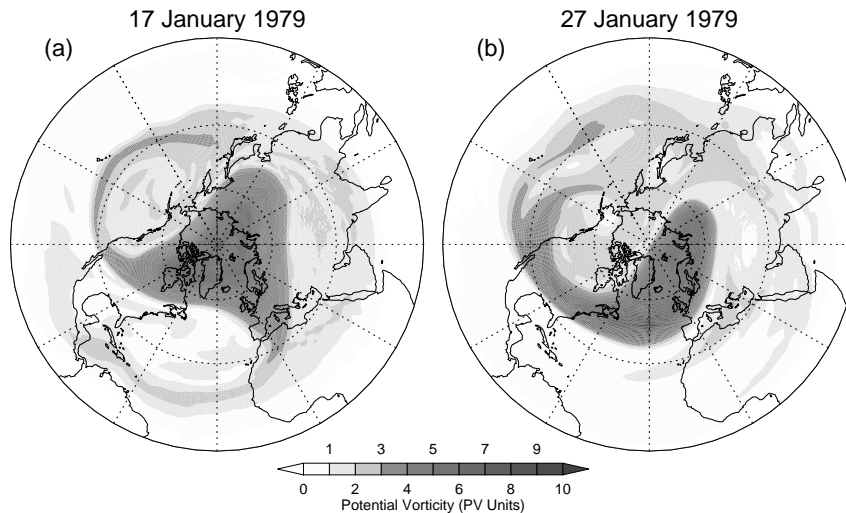 17 January 1979
27 January 1979
(a)
(b)
1 3 5 7 9
0 2 4 6 8 10
Potential Vorticity (PV Units)